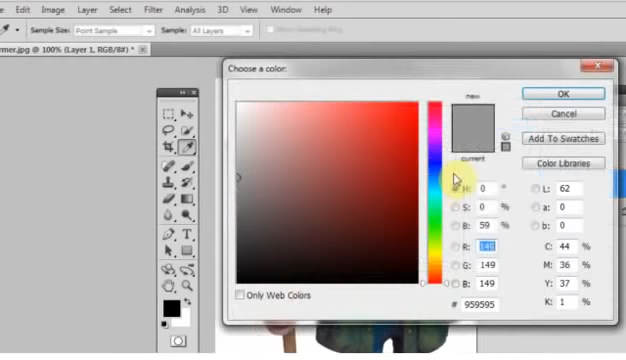 e Edit Image Layer Select Filter Analysis 3D View Window Help
Sample Size: Point Sample Sample: All Layers
rmer.jpg @ 100% (Layer 1, RGB/8#) *
Choose a color:
new
current
OK
Cancel
Add To Swatches
Color Libraries
H: 0 ° L: 62
S: 0 % a: 0
B: 59 % b: 0
R: 149 C: 44 %
G: 149 M: 36 %
B: 149 Y: 37 %
# 959595 K: 1 %
Only Web Colors
T